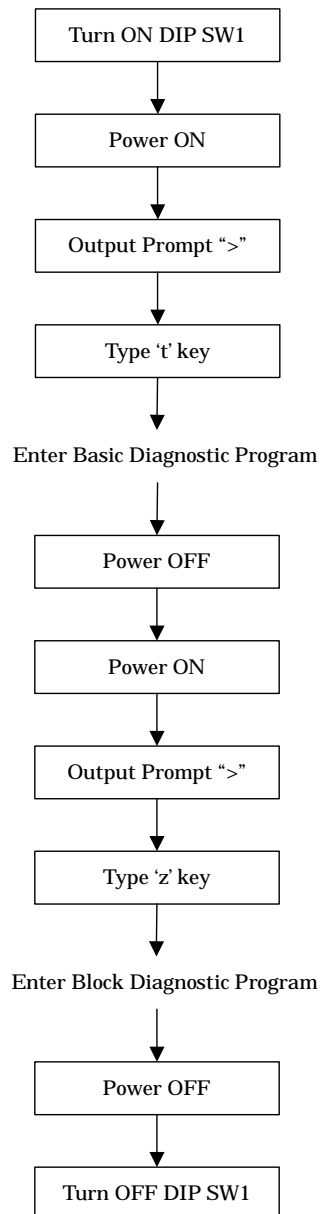 Turn ON DIP SW1
Power ON
Output Prompt “>”
Type ‘t’ key
Enter Basic Diagnostic Program
Power OFF
Power ON
Output Prompt “>”
Type ‘z’ key
Enter Block Diagnostic Program
Power OFF
Turn OFF DIP SW1